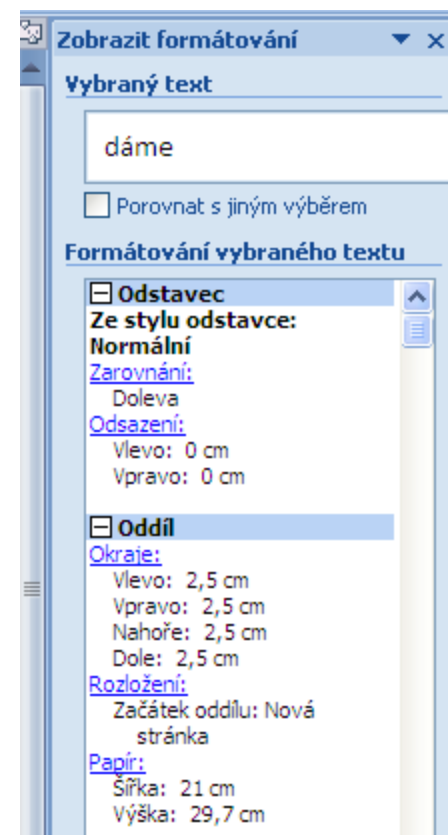 Zobrazit formátování
Vybraný text
dáme
Porovnat s jiným výběrem
Formátování vybraného textu
Odstavec
Ze stylu odstavce:
Normální
Zarovnání:
Doleva
Odsazení:
Vlevo: 0 cm
Vpravo: 0 cm
Oddíl
Okraje:
Vlevo: 2,5 cm
Vpravo: 2,5 cm
Nahoře: 2,5 cm
Dole: 2,5 cm
Rozložení:
Začátek oddílu: Nová
stránka
Papír:
Šířka: 21 cm
Výška: 29,7 cm